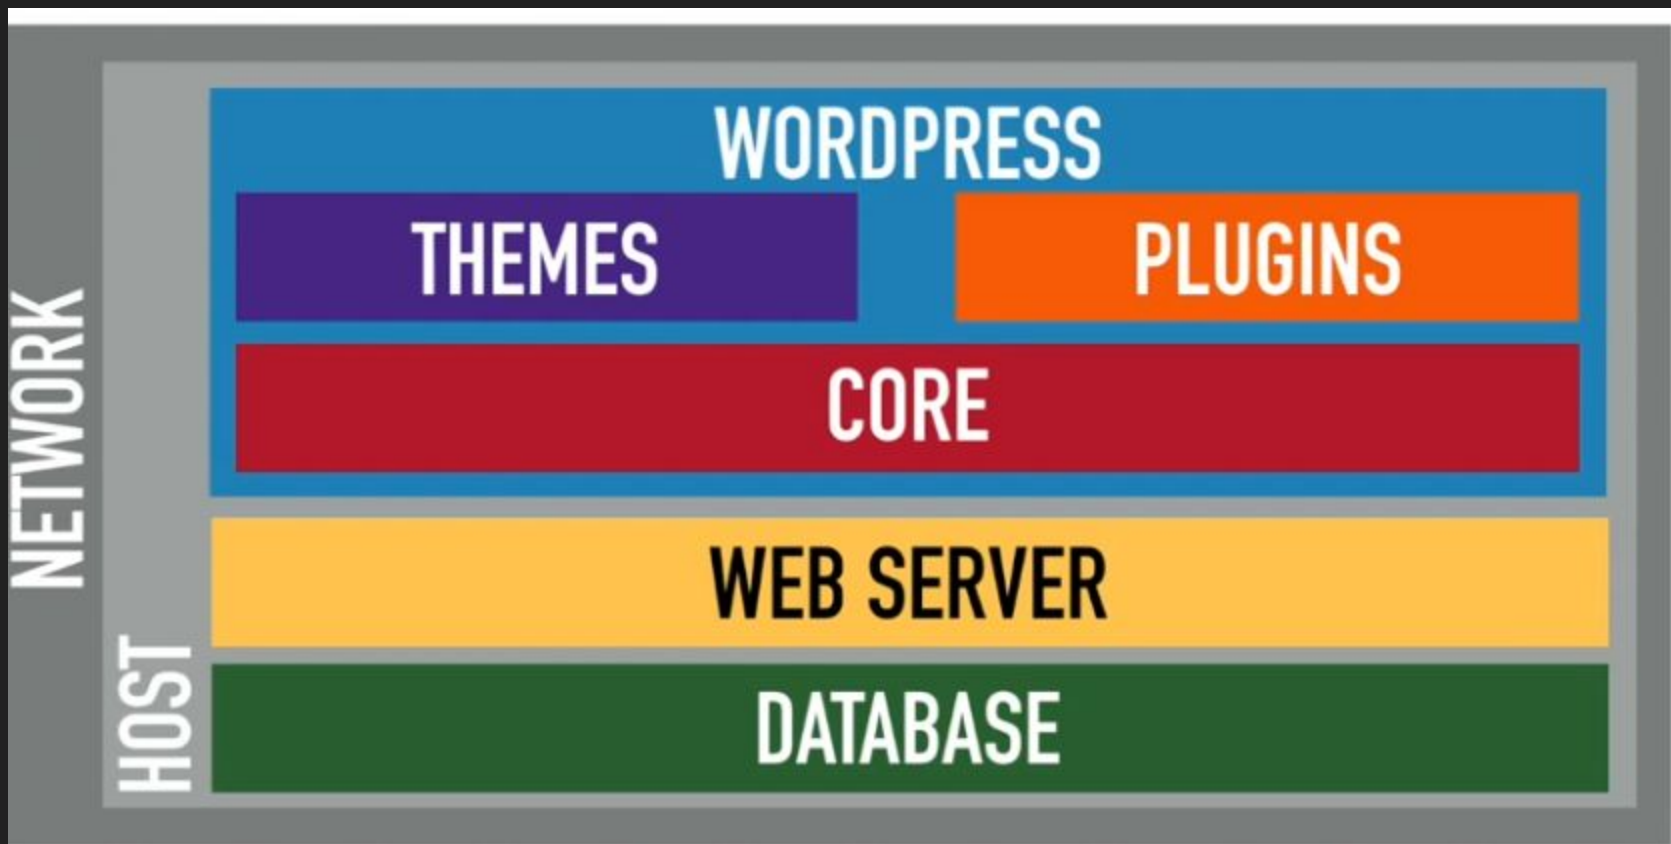 WORDPRESS
THEMES
PLUGINS
CORE
WEB SERVER
DATABASE
HOST
NETWORK